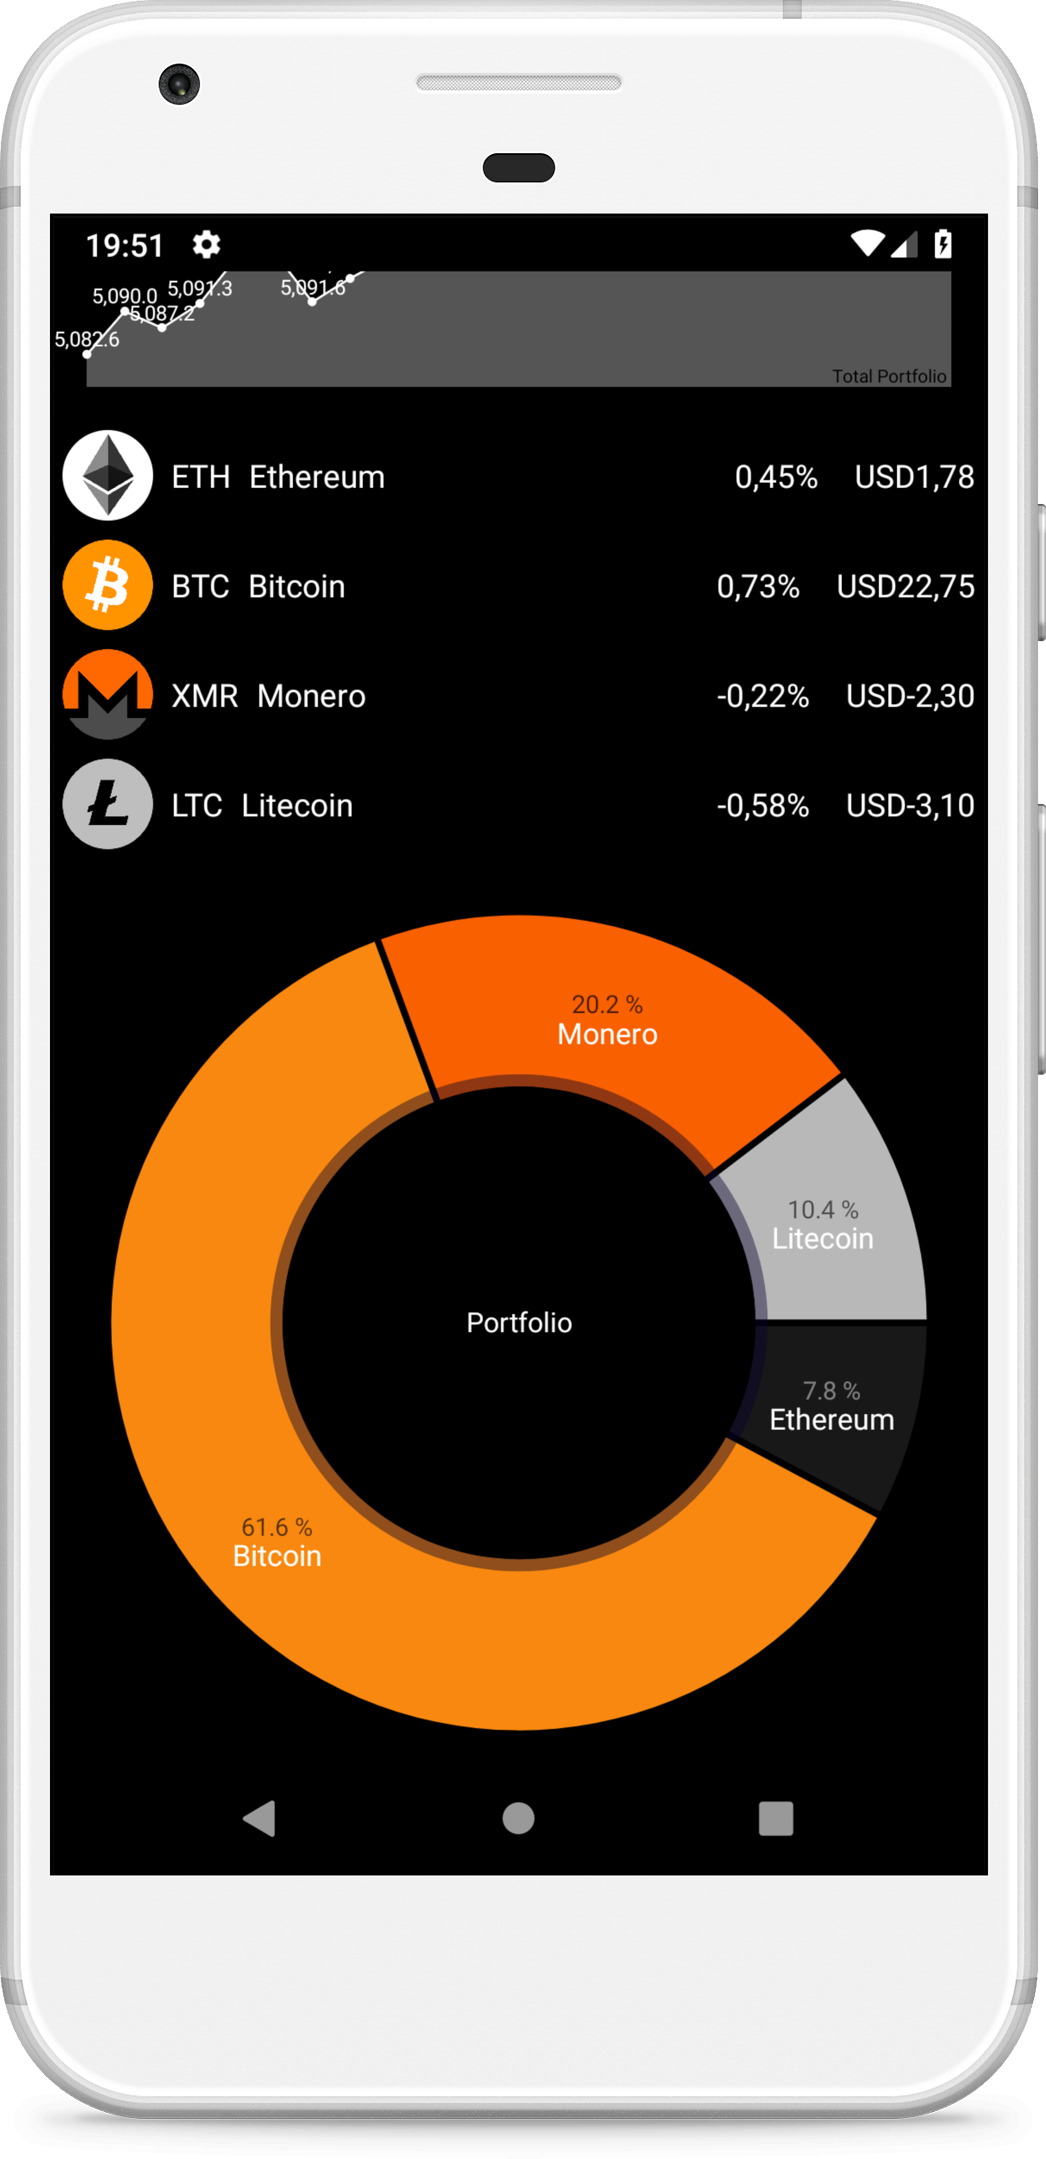 19:51
5,090.0
5,091.3
5,091.6
5,087.2
5,082.6
Total Portfolio
ETH Ethereum 0,45% USD1,78
BTC Bitcoin 0,73% USD22,75
XMR Monero -0,22% USD-2,30
LTC Litecoin -0,58% USD-3,10
20.2 %
Monero
10.4 %
Litecoin
Portfolio
7.8 %
Ethereum
61.6 %
Bitcoin